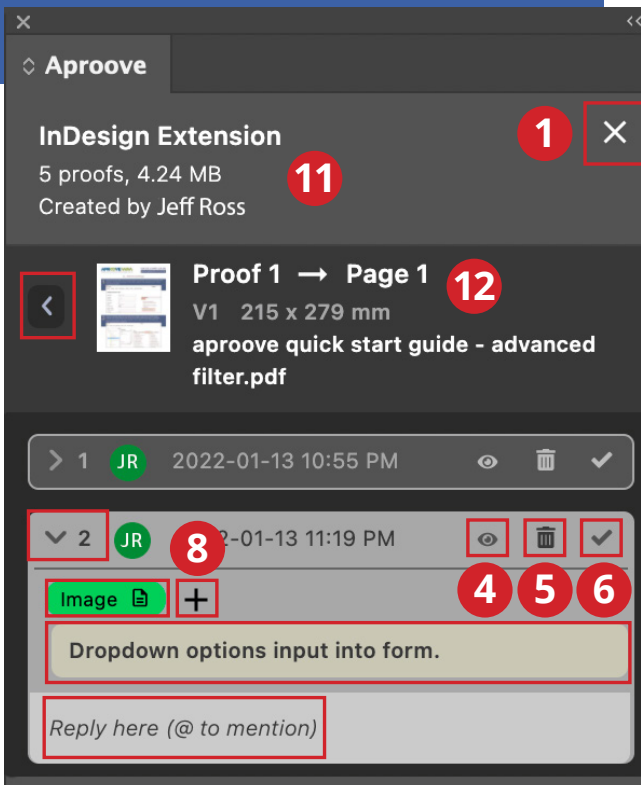 Aproove
InDesign Extension
1
5 proofs, 4.24 MB
11
Created by Jeff Ross
Proof 1 → Page 1
12
V1 215 x 279 mm
aproove quick start guide - advanced
filter.pdf
1 JR 2022-01-13 10:55 PM
2 JR 2-01-13 11:19 PM
8
4 5 6
Image
Dropdown options input into form.
Reply here (@ to mention)